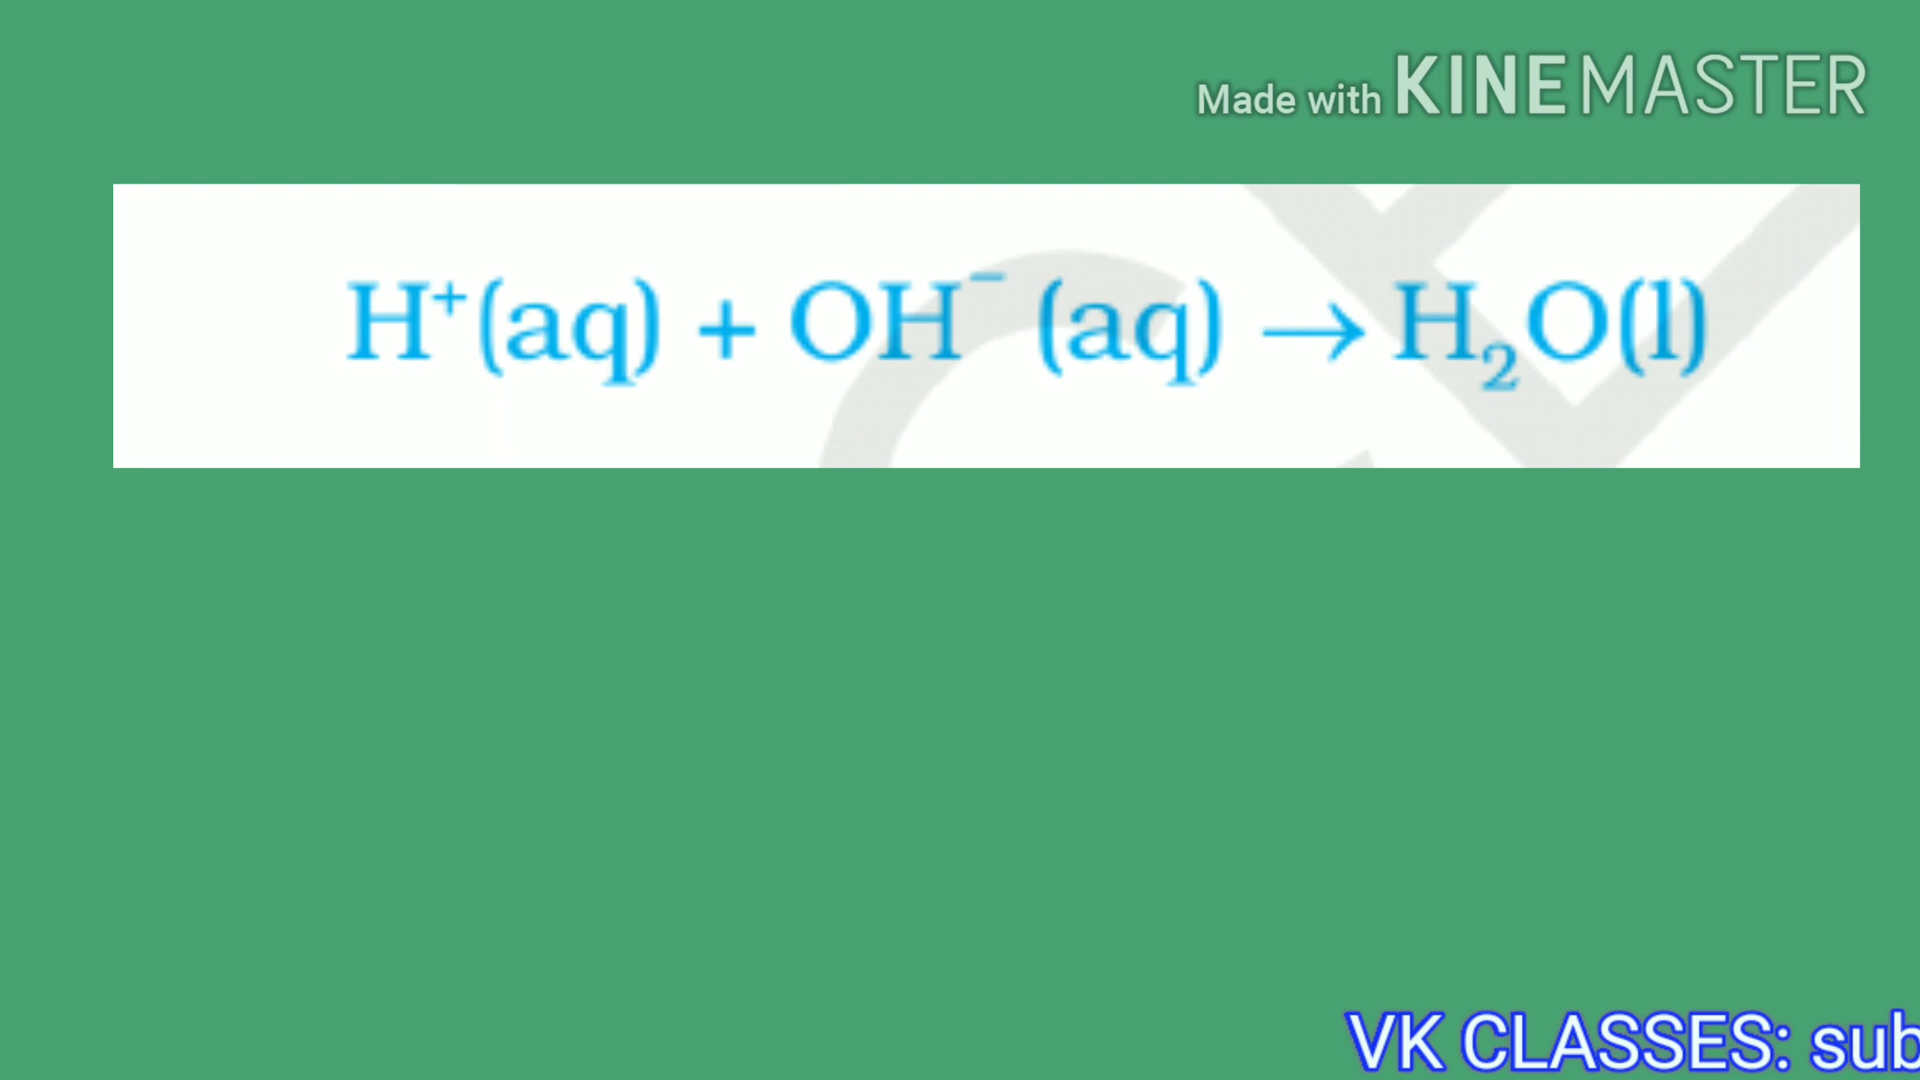 Made with KINEMASTER
H⁺(aq) + OH⁻ (aq) → H₂O(l)
VK CLASSES: sub